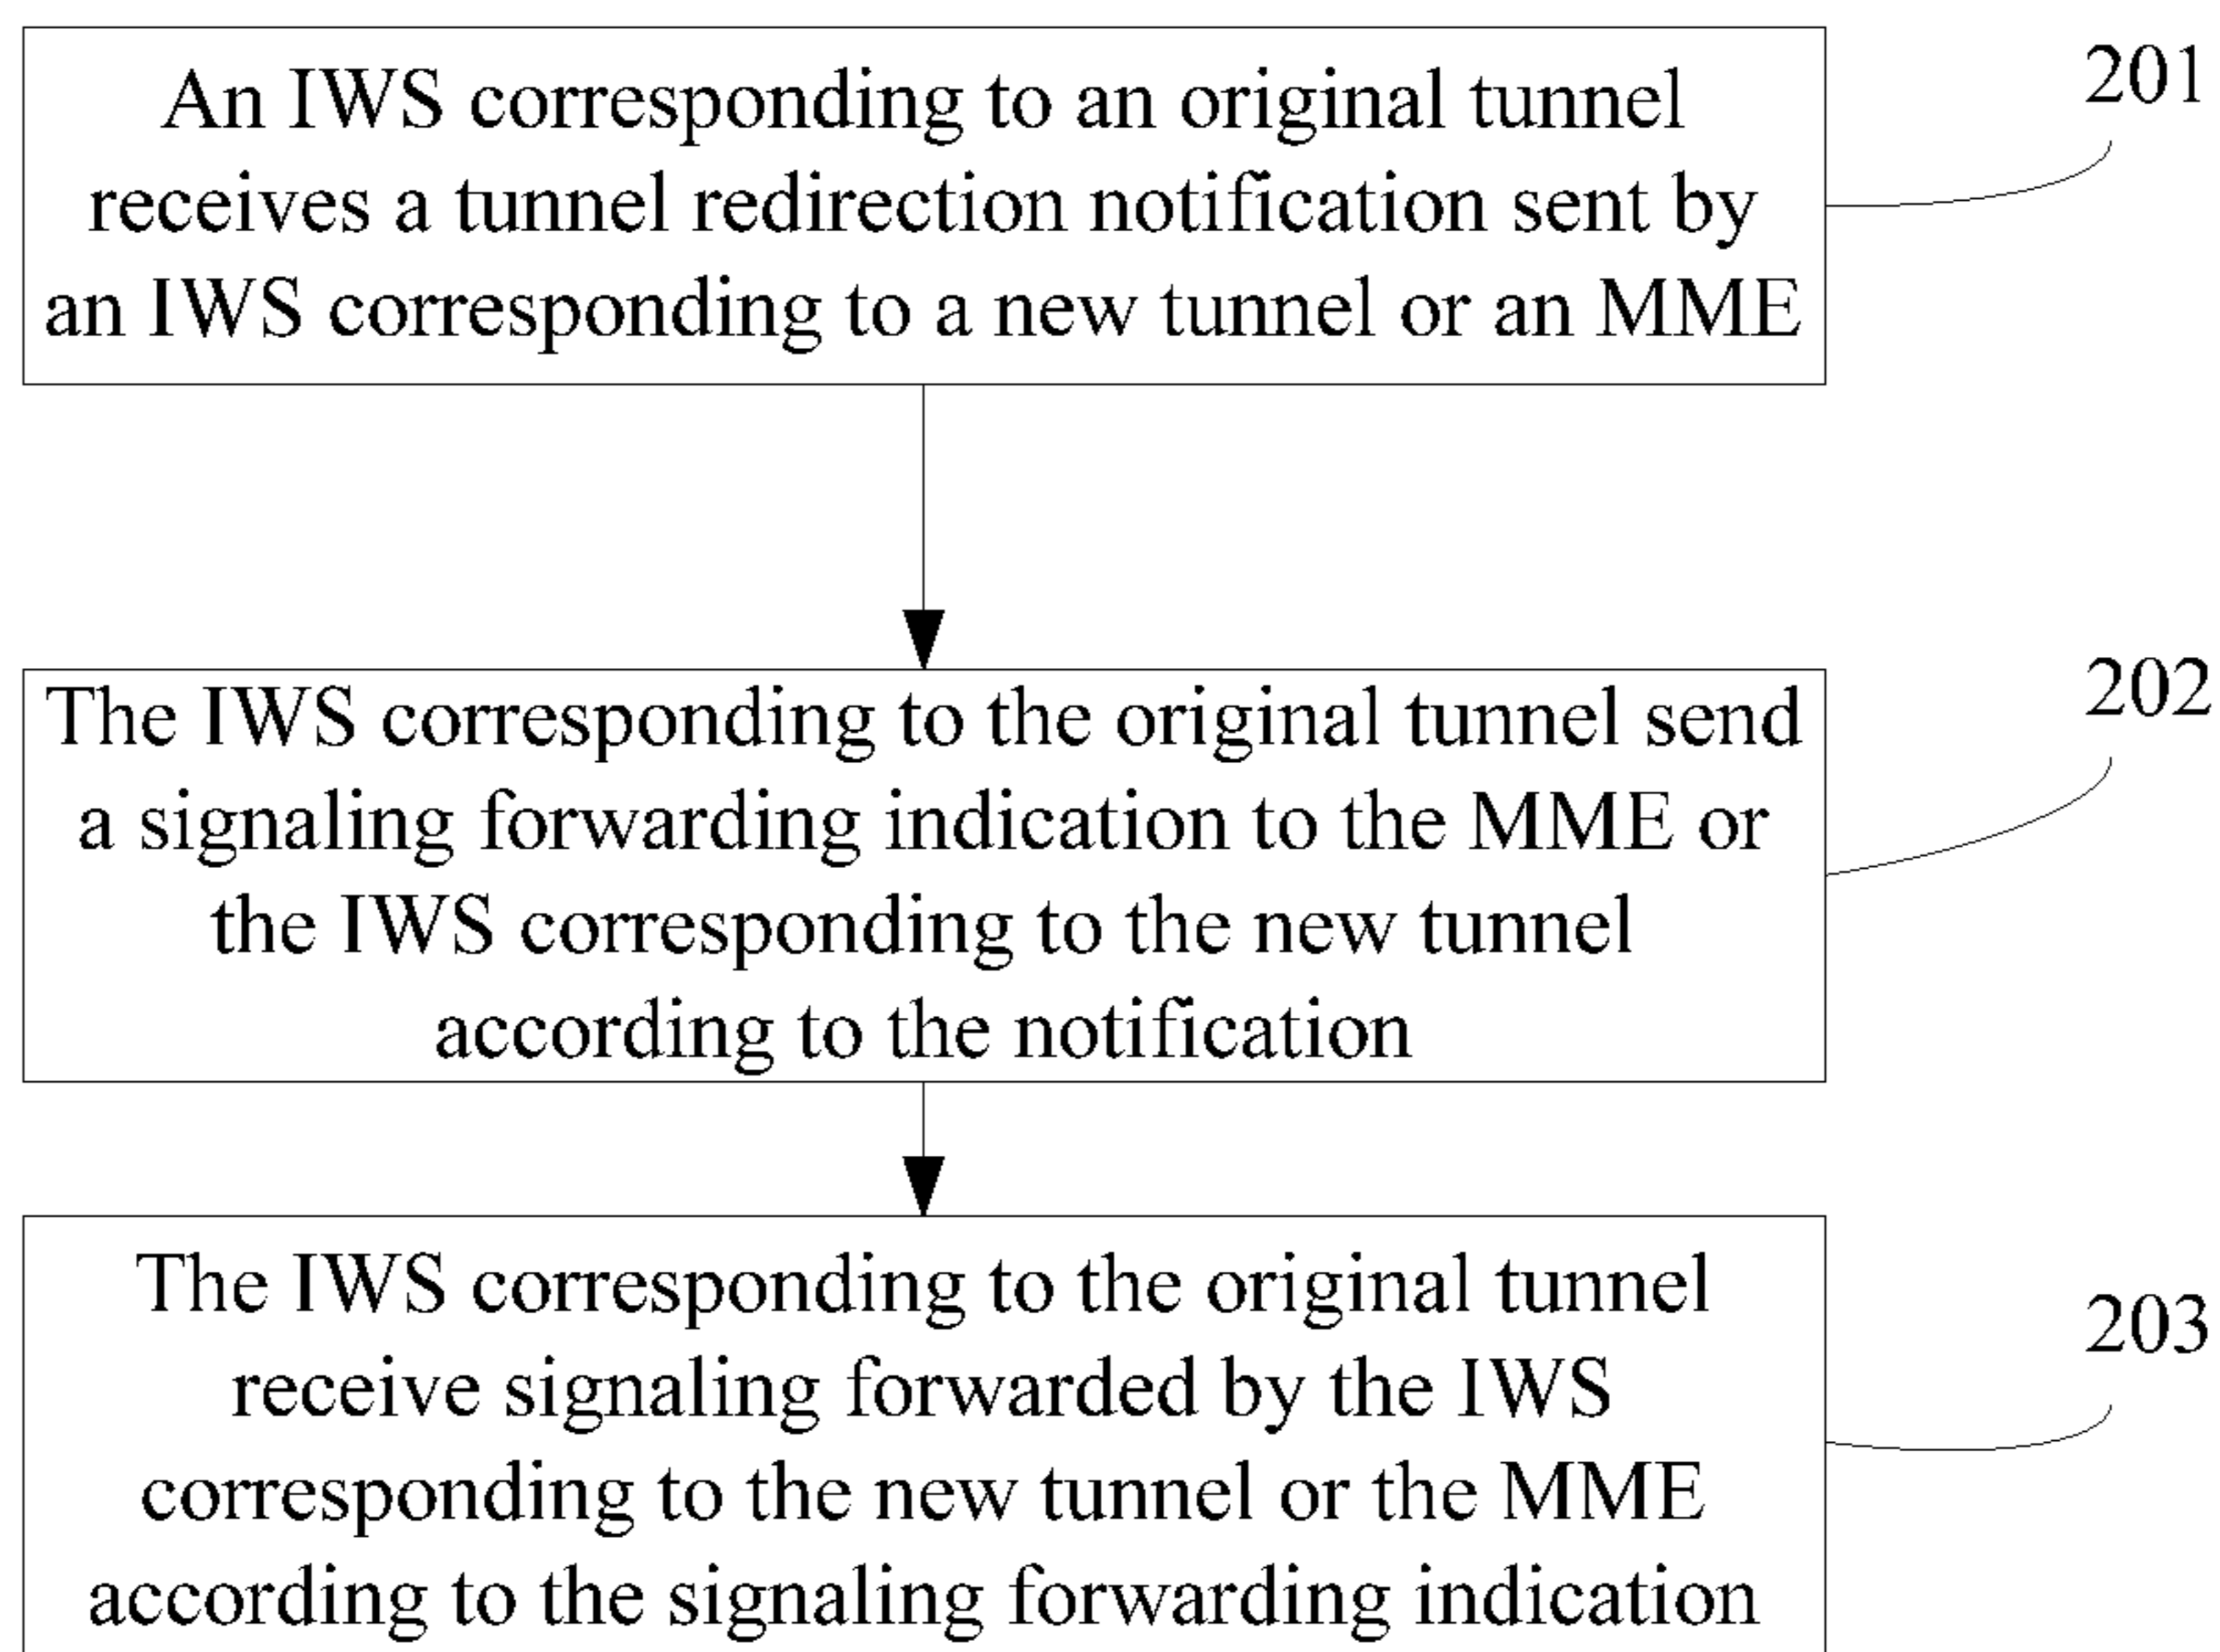 An IWS corresponding to an original tunnel
receives a tunnel redirection notification sent by
an IWS corresponding to a new tunnel or an MME
201
The IWS corresponding to the original tunnel send
a signaling forwarding indication to the MME or
the IWS corresponding to the new tunnel
according to the notification
202
The IWS corresponding to the original tunnel
receive signaling forwarded by the IWS
corresponding to the new tunnel or the MME
according to the signaling forwarding indication
203